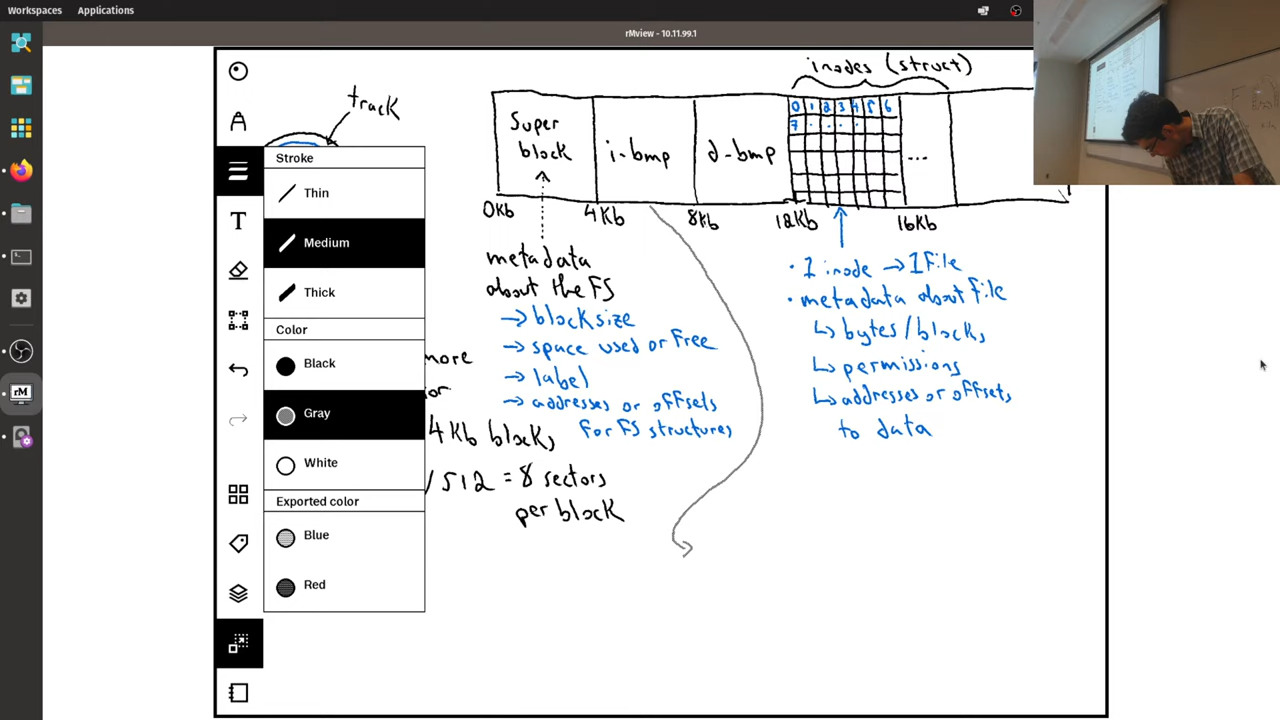 Workspaces Applications
rMview - 10.11.99.1
track
Stroke
Thin
Medium
Thick
Color
Black
Gray
White
Exported color
Blue
Red
T
rM
inodes (struct)
Super
block
i-bmp
d-bmp
0 1 2 3 4 5 6
7 . . . .
...
0Kb
4Kb
8Kb
12Kb
16Kb
metadata
about the FS
→ blocksize
→ space used or free
→ label
→ addresses or offsets
for FS structures
more
or
4Kb blocks
/ 512 = 8 sectors
per block
• 1 inode → 1 file
• metadata about file
↳ bytes/blocks
↳ permissions
↳ addresses or offsets
to data